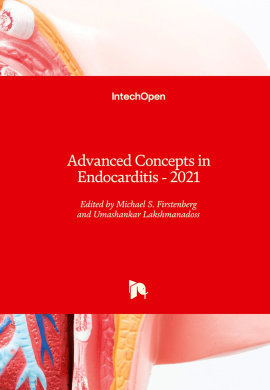 IntechOpen
Advanced Concepts in
Endocarditis - 2021
Edited by Michael S. Firstenberg
and Umashankar Lakshmanadoss